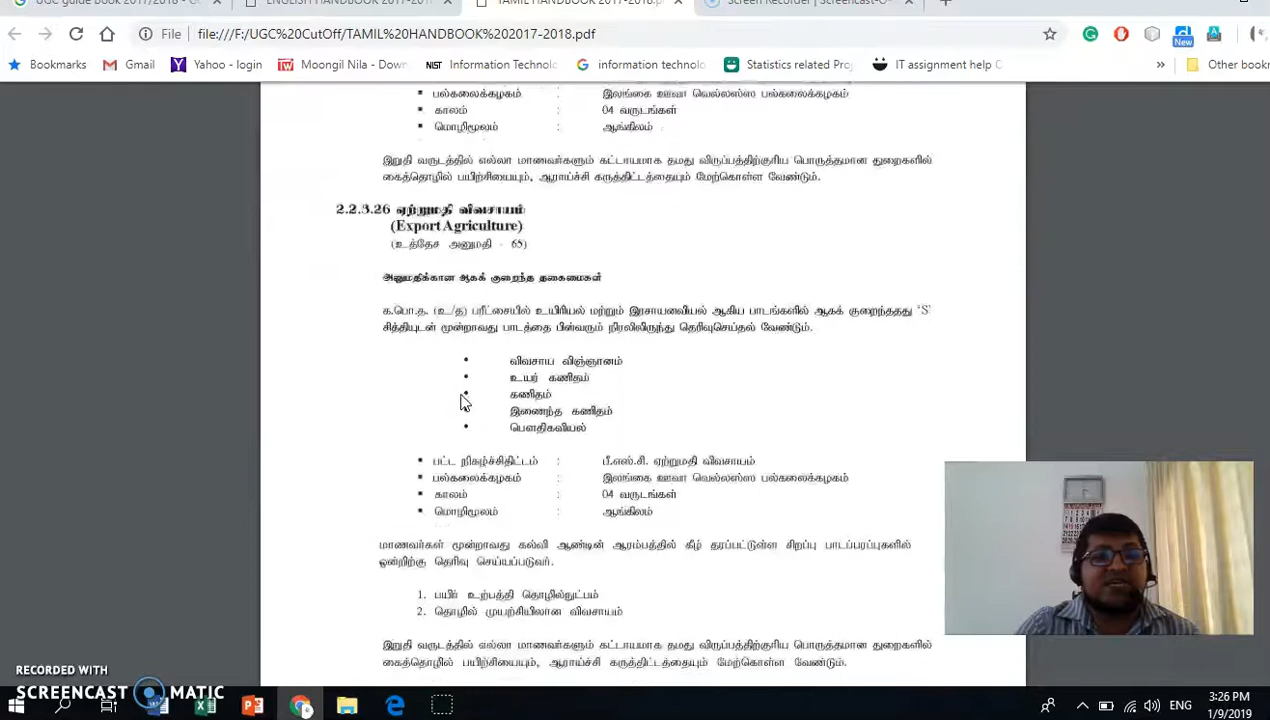 UGC guide book 2017/2018 - Go
ENGLISH HANDBOOK 2017-2018.
TAMIL HANDBOOK 2017-2018.p
Screen Recorder | Screencast-O-
File
file:///F:/UGC%20CutOff/TAMIL%20HANDBOOK%202017-2018.pdf
New
Bookmarks
Gmail
Yahoo - login
Moongil Nila - Down
NIST
Information Technolo
information technolo
Statistics related Proj
IT assignment help C
»
Other bookr
▪ பல்கலைக்கழகம் : இலங்கை ஊவா வெல்லஸ்ஸ பல்கலைக்கழகம்
▪ காலம் : 04 வருடங்கள்
▪ மொழிமூலம் : ஆங்கிலம்
இறுதி வருடத்தில் எல்லா மாணவர்களும் கட்டாயமாக தமது விருப்பத்திற்குரிய பொருத்தமான துறைகளில்
கைத்தொழில் பயிற்சியையும், ஆராய்ச்சி கருத்திட்டத்தையும் மேற்கொள்ள வேண்டும்.
2.2.3.26 ஏற்றுமதி விவசாயம்
(Export Agriculture)
(உத்தேச அனுமதி - 65)
அனுமதிக்கான ஆகக் குறைந்த தகைமைகள்
க.பொ.த. (உ/த) பரீட்சையில் உயிரியல் மற்றும் இரசாயனவியல் ஆகிய பாடங்களில் ஆகக் குறைந்ததது "S"
சித்தியுடன் மூன்றாவது பாடத்தை பின்வரும் நிரலிலிருந்து தெரிவுசெய்தல் வேண்டும்.
• விவசாய விஞ்ஞானம்
• உயர் கணிதம்
• கணிதம்
இணைந்த கணிதம்
• பௌதிகவியல்
▪ பட்ட நிகழ்ச்சித்திட்டம் : பீ.எஸ்.சி. ஏற்றுமதி விவசாயம்
▪ பல்கலைக்கழகம் : இலங்கை ஊவா வெல்லஸ்ஸ பல்கலைக்கழகம்
▪ காலம் : 04 வருடங்கள்
▪ மொழிமூலம் : ஆங்கிலம்
மாணவர்கள் மூன்றாவது கல்வி ஆண்டின் ஆரம்பத்தில் கீழ் தரப்பட்டுள்ள சிறப்பு பாடப்பரப்புகளில்
ஒன்றிற்கு தெரிவு செய்யப்படுவர்.
1. பயிர் உற்பத்தி தொழில்நுட்பம்
2. தொழில் முயற்சியிலான விவசாயம்
இறுதி வருடத்தில் எல்லா மாணவர்களும் கட்டாயமாக தமது விருப்பத்திற்குரிய பொருத்தமான துறைகளில்
கைத்தொழில் பயிற்சியையும், ஆராய்ச்சி கருத்திட்டத்தையும் மேற்கொள்ள வேண்டும்.
RECORDED WITH
SCREENCAST MATIC
ENG
3:26 PM
1/9/2019